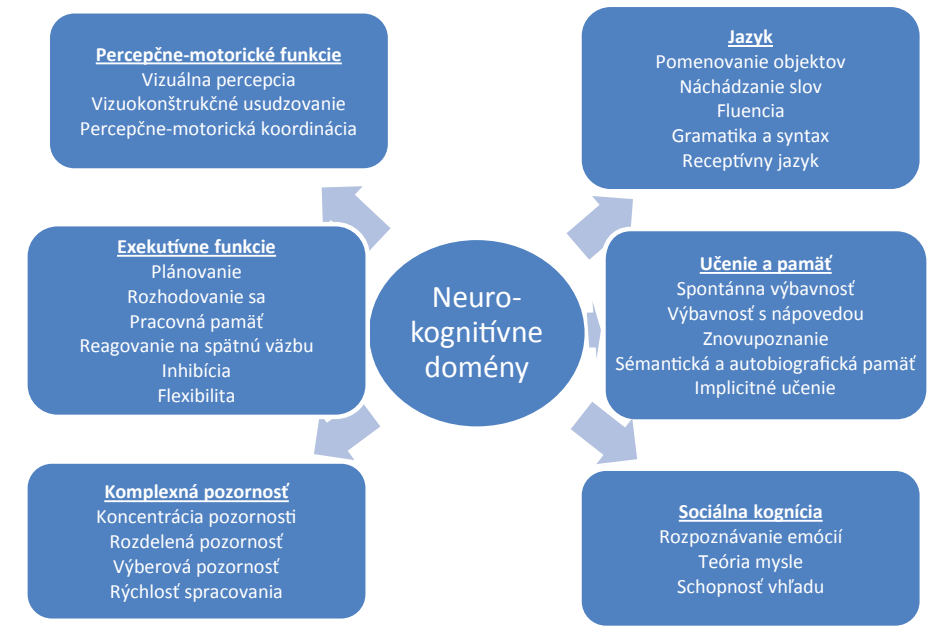 Percepčne-motorické funkcie
Vizuálna percepcia
Vizuokonštrukčné usudzovanie
Percepčne-motorická koordinácia
Jazyk
Pomenovanie objektov
Náchádzanie slov
Fluencia
Gramatika a syntax
Receptívny jazyk
Exekutívne funkcie
Plánovanie
Rozhodovanie sa
Pracovná pamäť
Reagovanie na spätnú väzbu
Inhibícia
Flexibilita
Neuro-
kognitívne
domény
Učenie a pamäť
Spontánna výbavnosť
Výbavnosť s nápovedou
Znovupoznanie
Sémantická a autobiografická pamäť
Implicitné učenie
Komplexná pozornosť
Koncentrácia pozornosti
Rozdelená pozornosť
Výberová pozornosť
Rýchlosť spracovania
Sociálna kognícia
Rozpoznávanie emócií
Teória mysle
Schopnosť vhľadu